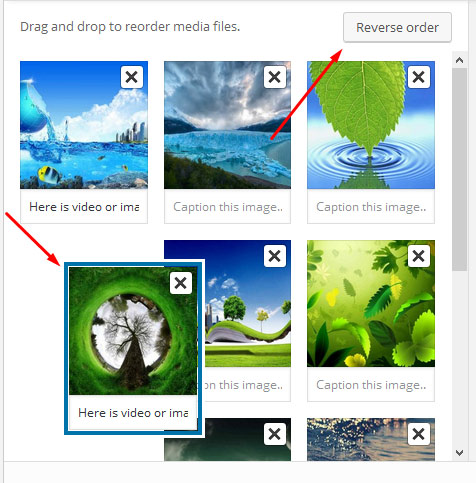 Drag and drop to reorder media files.
Reverse order
Here is video or ima
Caption this image..
Caption this image..
Here is video or ima
on this image..
Caption this image..